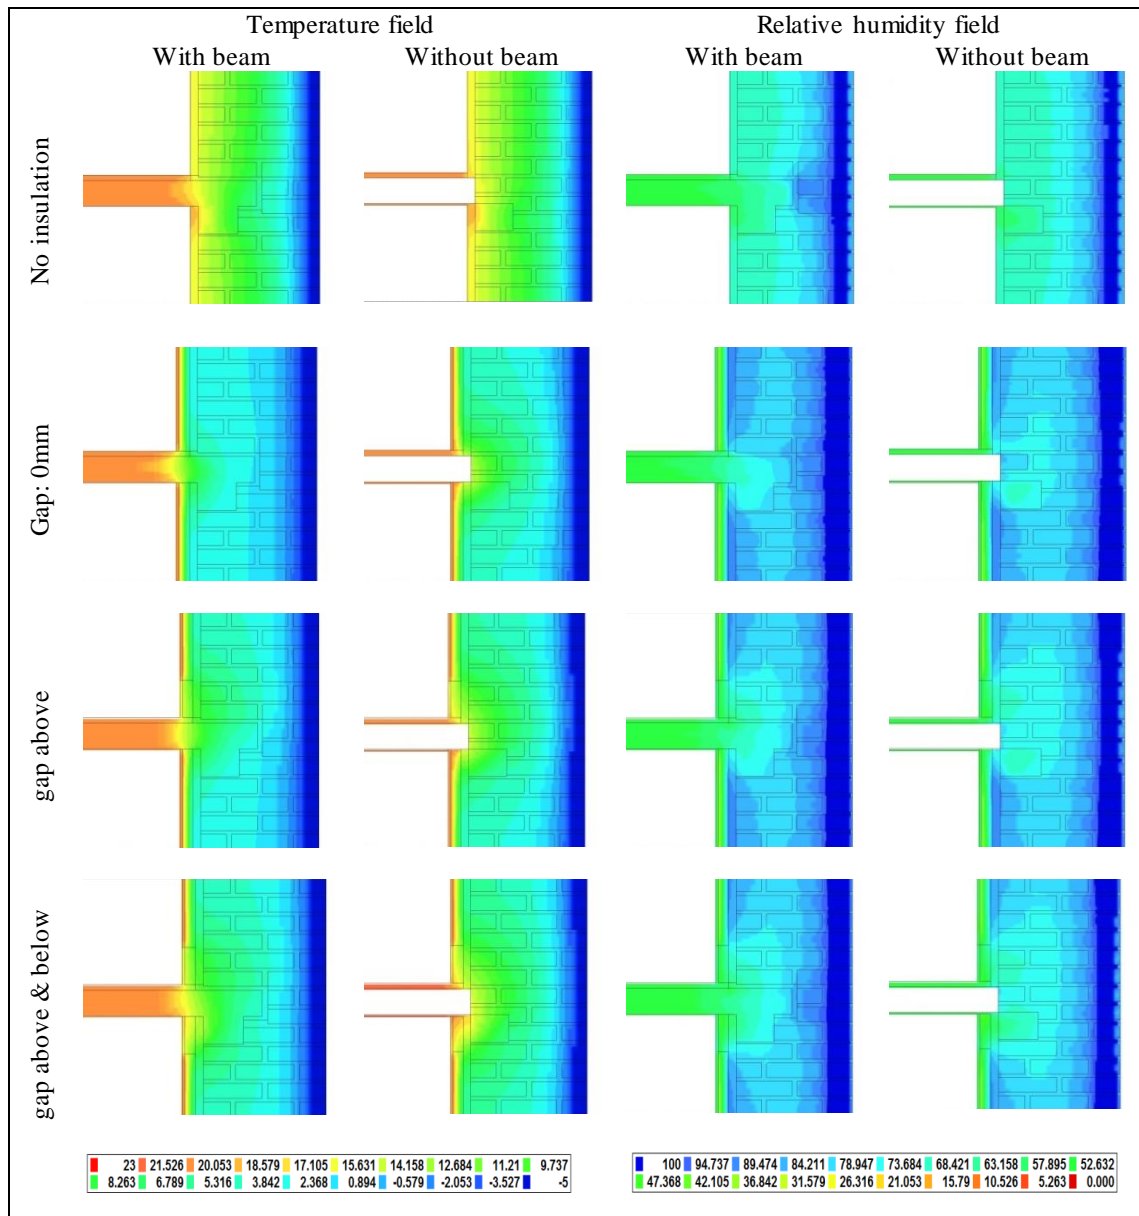 Temperature field
Relative humidity field
With beam
Without beam
With beam
Without beam
No insulation
Gap: 0mm
gap above
gap above & below
23 21.526 20.053 18.579 17.105 15.631 14.158 12.684 11.21 9.737
8.263 6.789 5.316 3.842 2.368 0.894 -0.579 -2.053 -3.527 -5
100 94.737 89.474 84.211 78.947 73.684 68.421 63.158 57.895 52.632
47.368 42.105 36.842 31.579 26.316 21.053 15.79 10.526 5.263 0.000